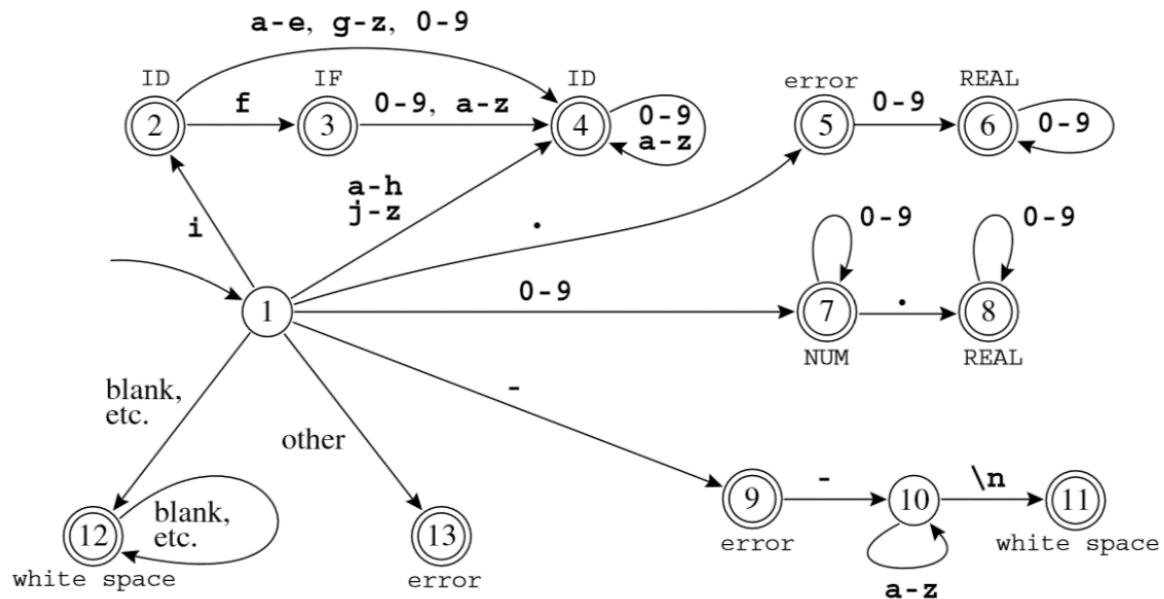 a-e, g-z, 0-9
ID
IF
ID
error
REAL
2
f
3
0-9, a-z
4
0-9
a-z
5
0-9
6
0-9
a-h
j-z
i
.
0-9
0-9
1
0-9
7
.
8
NUM
REAL
blank,
etc.
other
-
12
blank,
etc.
13
9
-
10
\n
11
white space
error
error
white space
a-z